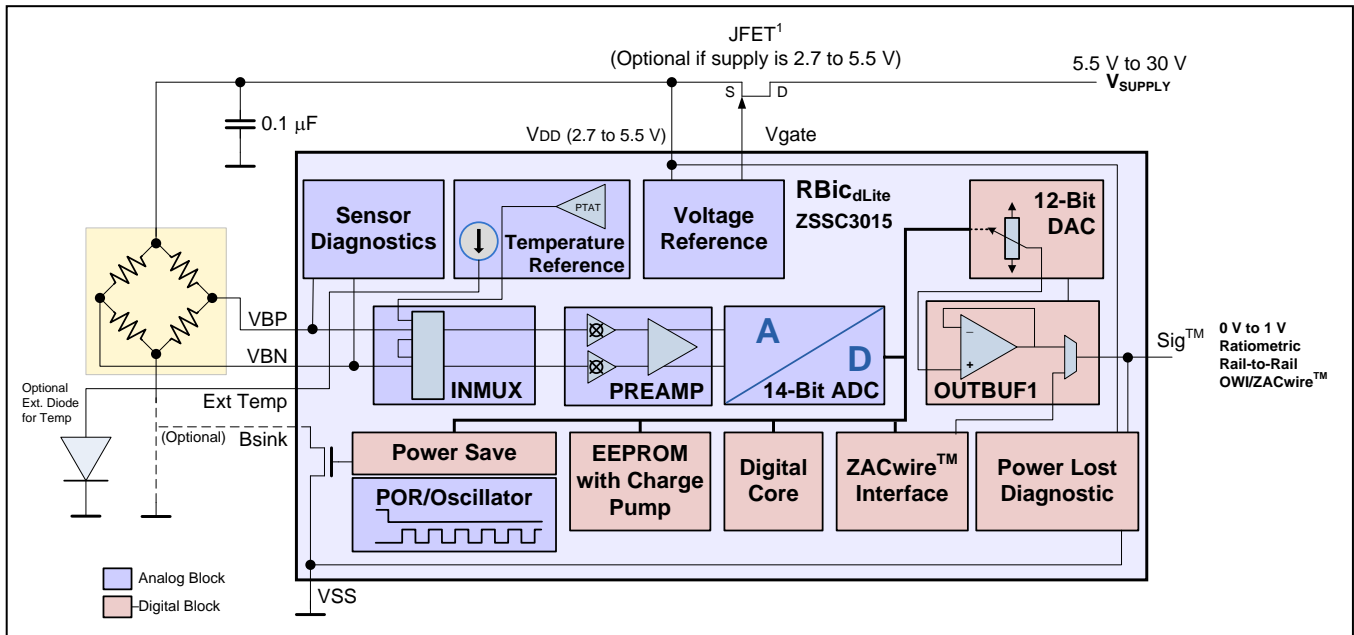 JFET1
(Optional if supply is 2.7 to 5.5 V)
5.5 V to 30 V
VSUPPLY
S
D
0.1 µF
VDD (2.7 to 5.5 V)
Vgate
Sensor
Diagnostics
PTAT
Temperature
Reference
Voltage
Reference
RBicdLite
ZSSC3015
12-Bit
DAC
VBP
VBN
INMUX
PREAMP
A
D
14-Bit ADC
−
+
OUTBUF1
Sig™
0 V to 1 V
Ratiometric
Rail-to-Rail
OWI/ZACwire™
Optional
Ext. Diode
for Temp
Ext Temp
(Optional)
Bsink
Power Save
POR/Oscillator
EEPROM
with Charge
Pump
Digital
Core
ZACwire™
Interface
Power Lost
Diagnostic
VSS
Analog Block
Digital Block